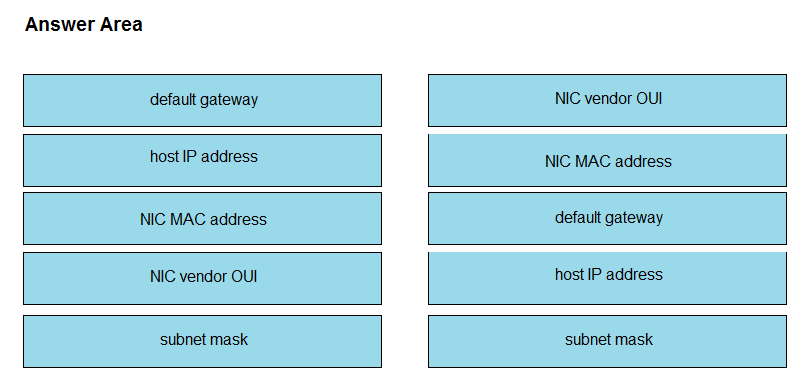 Answer Area
default gateway
NIC vendor OUI
host IP address
NIC MAC address
NIC MAC address
default gateway
NIC vendor OUI
host IP address
subnet mask
subnet mask